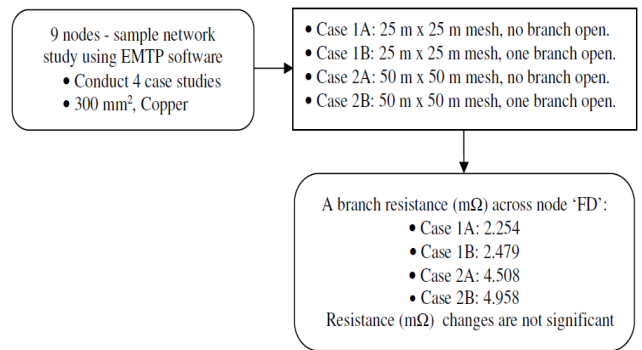 9 nodes - sample network
study using EMTP software
• Conduct 4 case studies
• 300 mm², Copper
• Case 1A: 25 m x 25 m mesh, no branch open.
• Case 1B: 25 m x 25 m mesh, one branch open.
• Case 2A: 50 m x 50 m mesh, no branch open.
• Case 2B: 50 m x 50 m mesh, one branch open.
A branch resistance (mΩ) across node ‘FD’:
• Case 1A: 2.254
• Case 1B: 2.479
• Case 2A: 4.508
• Case 2B: 4.958
Resistance (mΩ) changes are not significant